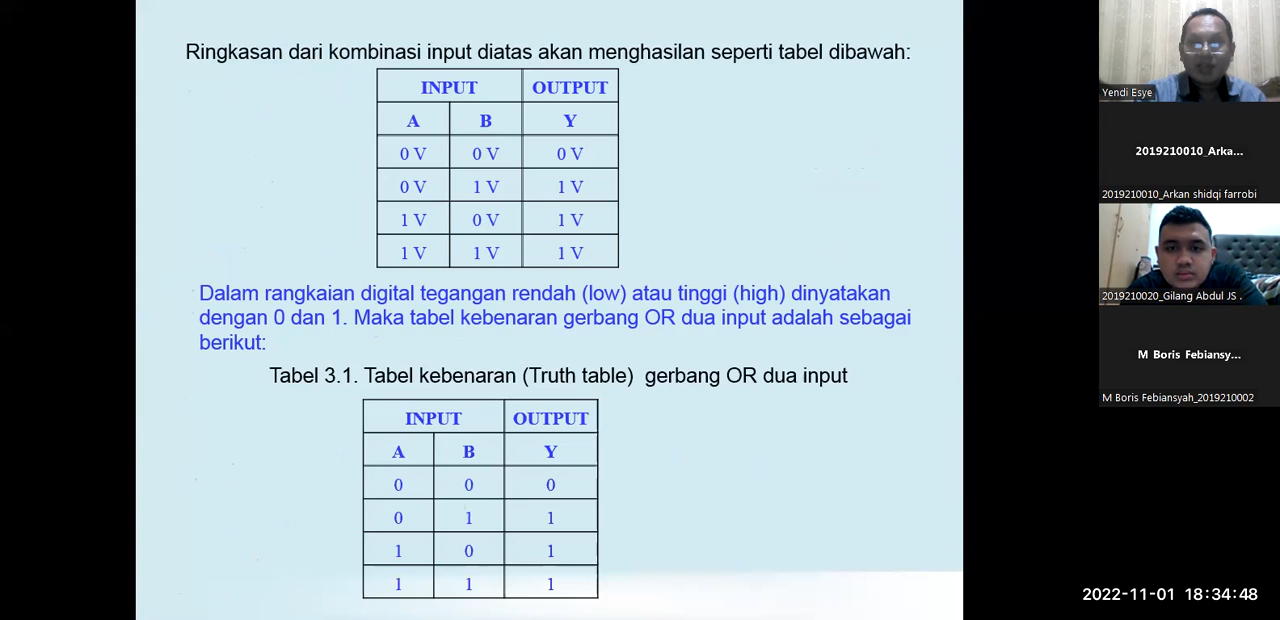 Ringkasan dari kombinasi input diatas akan menghasilan seperti tabel dibawah:
INPUT OUTPUT
A B Y
0 V 0 V 0 V
0 V 1 V 1 V
1 V 0 V 1 V
1 V 1 V 1 V
Dalam rangkaian digital tegangan rendah (low) atau tinggi (high) dinyatakan
dengan 0 dan 1. Maka tabel kebenaran gerbang OR dua input adalah sebagai
berikut:
Tabel 3.1. Tabel kebenaran (Truth table) gerbang OR dua input
INPUT OUTPUT
A B Y
0 0 0
0 1 1
1 0 1
1 1 1
Yendi Esye
2019210010_Arka...
2019210010_Arkan shidqi farrobi
2019210020_Gilang Abdul JS .
M Boris Febiansy...
M Boris Febiansyah_2019210002
2022-11-01 18:34:48